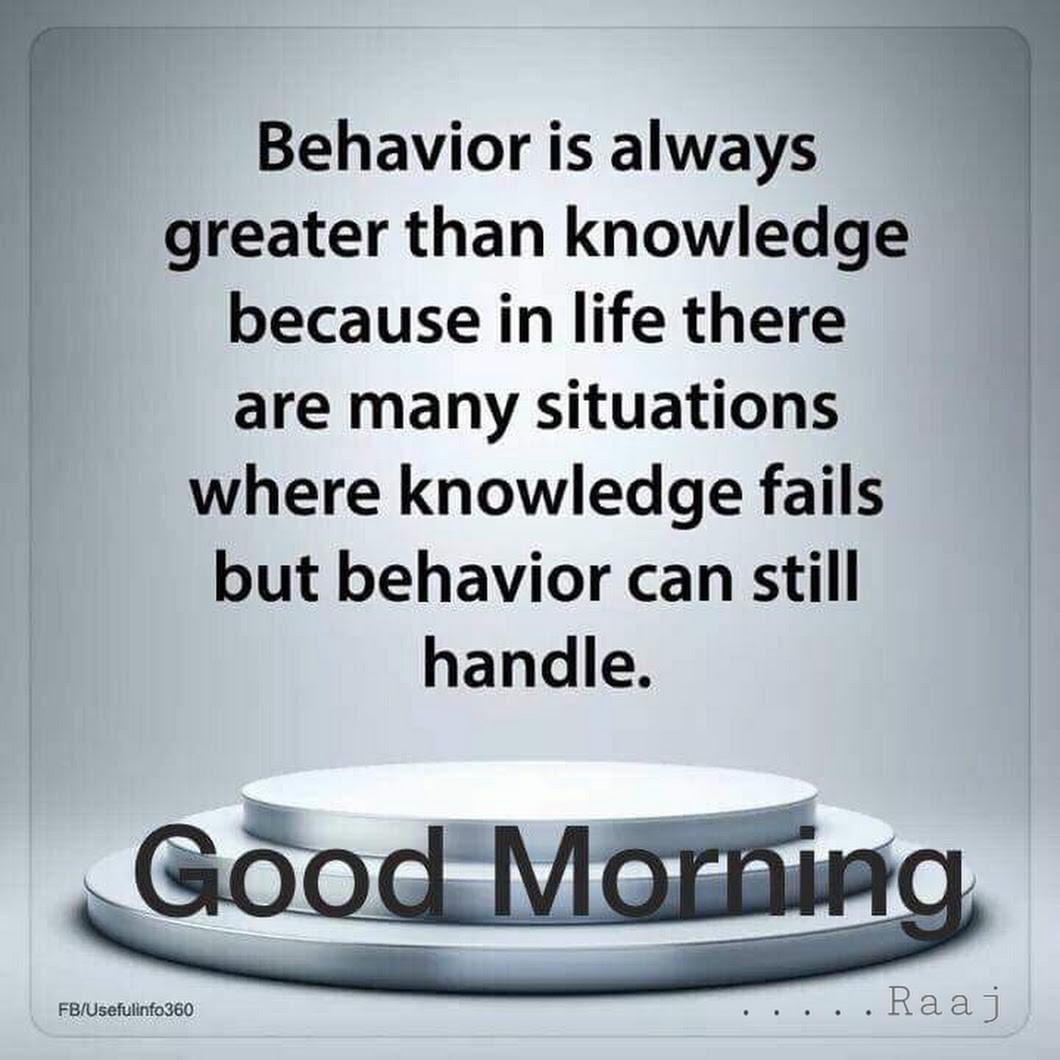 Behavior is always
greater than knowledge
because in life there
are many situations
where knowledge fails
but behavior can still
handle.
Good Morning
FB/Usefulinfo360
.....Raaj